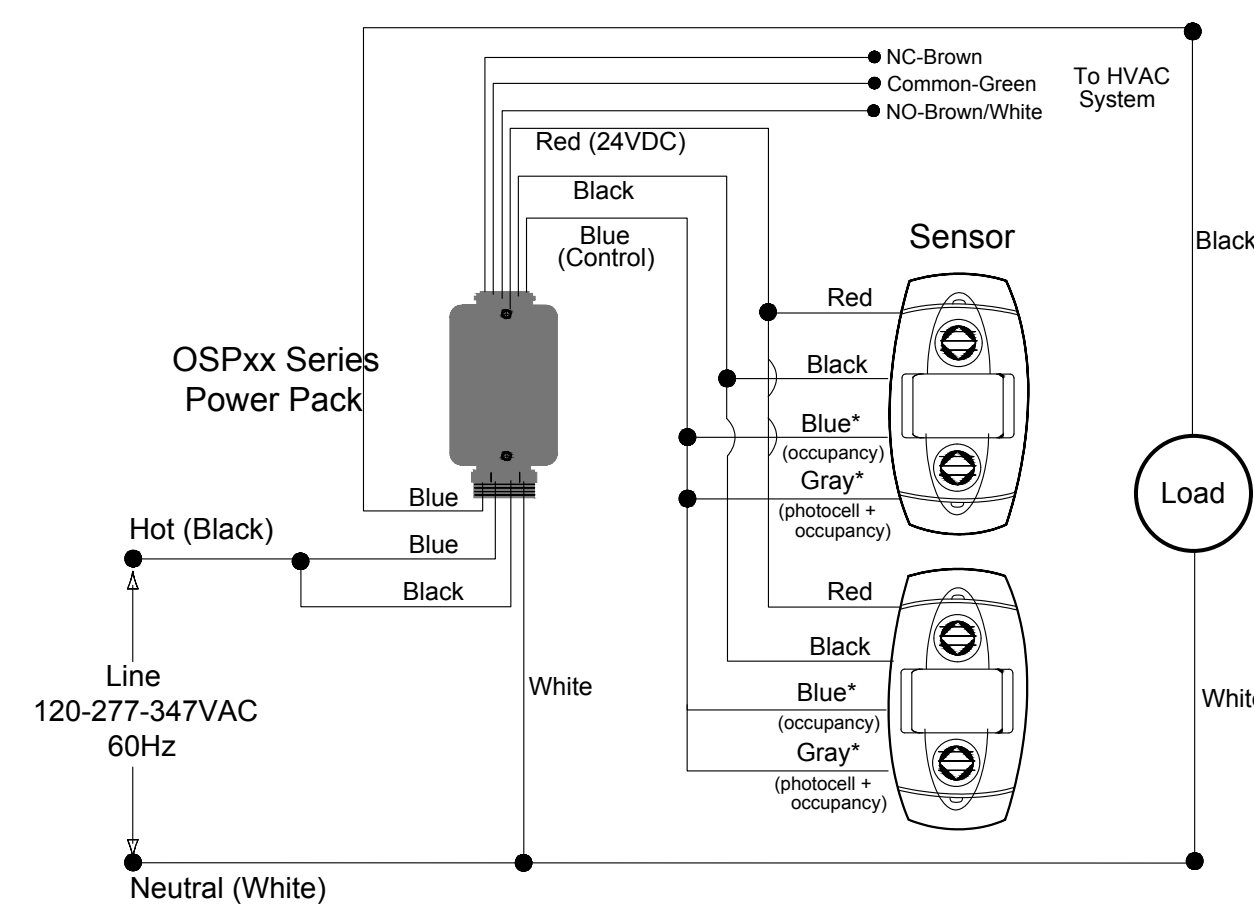 NC-Brown
Common-Green
NO-Brown/White
To HVAC
System
Red (24VDC)
Black
Blue
(Control)
Sensor
Black
Red
Black
Blue*
(occupancy)
Gray*
(photocell +
occupancy)
OSPxx Series
Power Pack
Load
Blue
Hot (Black)
Blue
Black
Red
Black
Blue*
(occupancy)
Gray*
(photocell +
occupancy)
Line
120-277-347VAC
60Hz
White
White
Neutral (White)